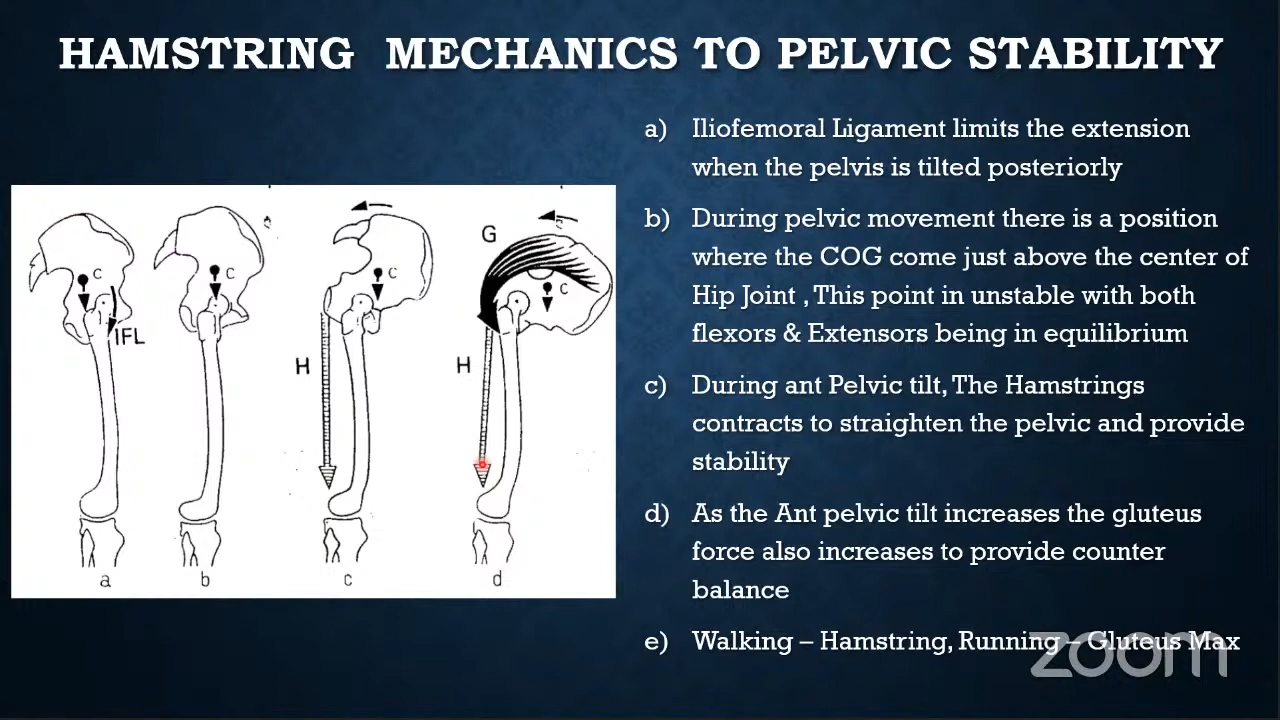 HAMSTRING MECHANICS TO PELVIC STABILITY
a) Iliofemoral Ligament limits the extension
when the pelvis is tilted posteriorly
b) During pelvic movement there is a position
where the COG come just above the center of
Hip Joint , This point in unstable with both
flexors & Extensors being in equilibrium
c) During ant Pelvic tilt, The Hamstrings
contracts to straighten the pelvic and provide
stability
d) As the Ant pelvic tilt increases the gluteus
force also increases to provide counter
balance
e) Walking – Hamstring, Running – Gluteus Max
zoom
G
C
C
C
C
IFL
H
H
a
b
c
d